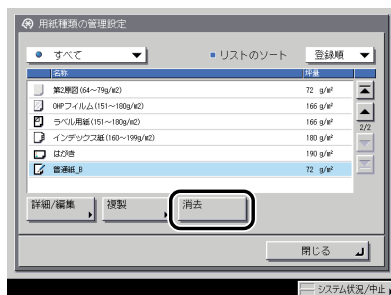 用紙種類の管理設定
すべて
リストのソート 登録順
名称 坪量
第2原図(64～79g/m2) 72 g/m²
OHPフィルム(151～180g/m2) 166 g/m²
ラベル用紙(151～180g/m2) 166 g/m²
2/2
インデックス紙(160～199g/m2) 180 g/m²
はがき 190 g/m²
普通紙_B 72 g/m²
詳細/編集 複製 消去
閉じる
システム状況/中止